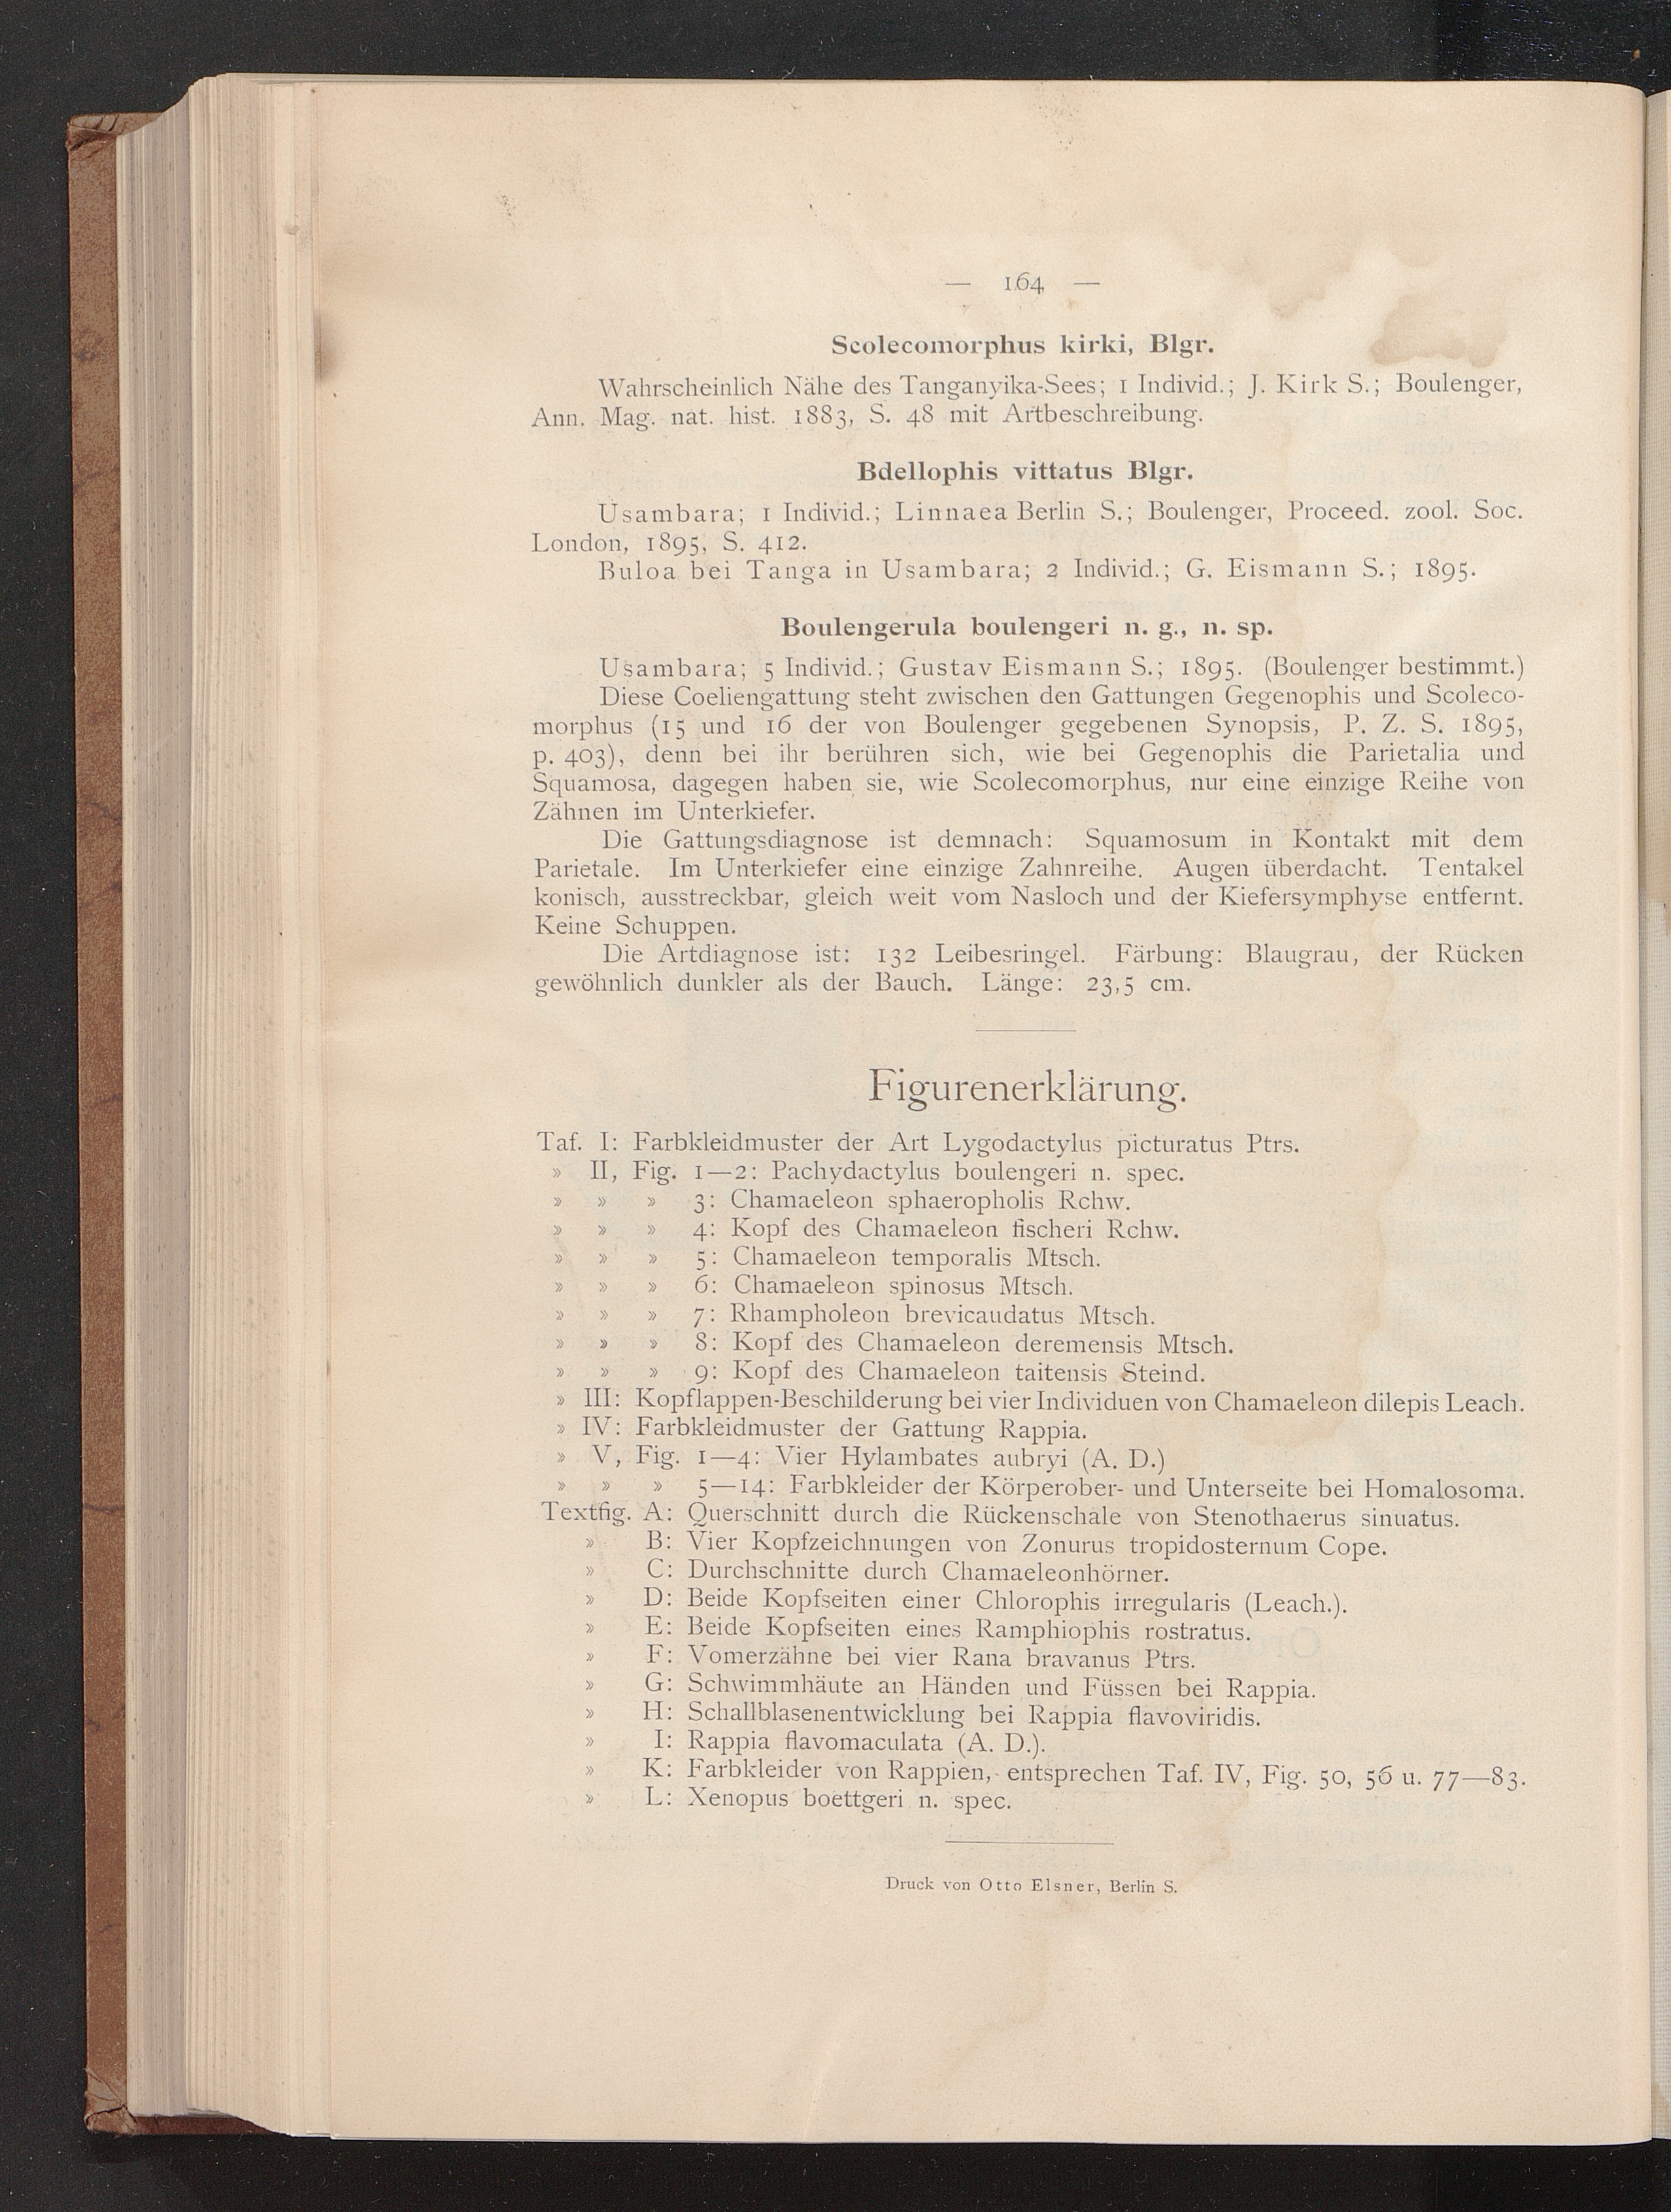 — 164 —
Scolecomorphus kirki, Blgr.
Wahrscheinlich Nähe des Tanganyika-Sees; 1 Individ.; J. Kirk S.; Boulenger,
Ann. Mag. nat. hist. 1883, S. 48 mit Artbeschreibung.
Bdellophis vittatus Blgr.
Usambara; 1 Individ.; Linnaea Berlin S.; Boulenger, Proceed. zool. Soc.
London, 1895, S. 412.
Buloa bei Tanga in Usambara; 2 Individ.; G. Eismann S.; 1895.
Boulengerula boulengeri n. g., n. sp.
Usambara; 5 Individ.; Gustav Eismann S.; 1895. (Boulenger bestimmt.)
Diese Coeliengattung steht zwischen den Gattungen Gegenophis und Scoleco-
morphus (15 und 16 der von Boulenger gegebenen Synopsis, P. Z. S. 1895,
p. 403), denn bei ihr berühren sich, wie bei Gegenophis die Parietalia und
Squamosa, dagegen haben sie, wie Scolecomorphus, nur eine einzige Reihe von
Zähnen im Unterkiefer.
Die Gattungsdiagnose ist demnach: Squamosum in Kontakt mit dem
Parietale. Im Unterkiefer eine einzige Zahnreihe. Augen überdacht. Tentakel
konisch, ausstreckbar, gleich weit vom Nasloch und der Kiefersymphyse entfernt.
Keine Schuppen.
Die Artdiagnose ist: 132 Leibesringel. Färbung: Blaugrau, der Rücken
gewöhnlich dunkler als der Bauch. Länge: 23,5 cm.
Figurenerklärung.
Taf. I: Farbkleidmuster der Art Lygodactylus picturatus Ptrs.
» II, Fig. 1—2: Pachydactylus boulengeri n. spec.
» » » 3: Chamaeleon sphaeropholis Rchw.
» » » 4: Kopf des Chamaeleon fischeri Rchw.
» » » 5: Chamaeleon temporalis Mtsch.
» » » 6: Chamaeleon spinosus Mtsch.
» » » 7: Rhampholeon brevicaudatus Mtsch.
» » » 8: Kopf des Chamaeleon deremensis Mtsch.
» » » 9: Kopf des Chamaeleon taitensis Steind.
» III: Kopflappen-Beschilderung bei vier Individuen von Chamaeleon dilepis Leach.
» IV: Farbkleidmuster der Gattung Rappia.
» V, Fig. 1—4: Vier Hylambates aubryi (A. D.)
» » » 5—14: Farbkleider der Körperober- und Unterseite bei Homalosoma.
Textfig. A: Querschnitt durch die Rückenschale von Stenothaerus sinuatus.
» B: Vier Kopfzeichnungen von Zonurus tropidosternum Cope.
» C: Durchschnitte durch Chamaeleonhörner.
» D: Beide Kopfseiten einer Chlorophis irregularis (Leach.).
» E: Beide Kopfseiten eines Ramphiophis rostratus.
» F: Vomerzähne bei vier Rana bravanus Ptrs.
» G: Schwimmhäute an Händen und Füssen bei Rappia.
» H: Schallblasenentwicklung bei Rappia flavoviridis.
» I: Rappia flavomaculata (A. D.).
» K: Farbkleider von Rappien, entsprechen Taf. IV, Fig. 50, 56 u. 77—83.
» L: Xenopus boettgeri n. spec.
Druck von Otto Elsner, Berlin S.